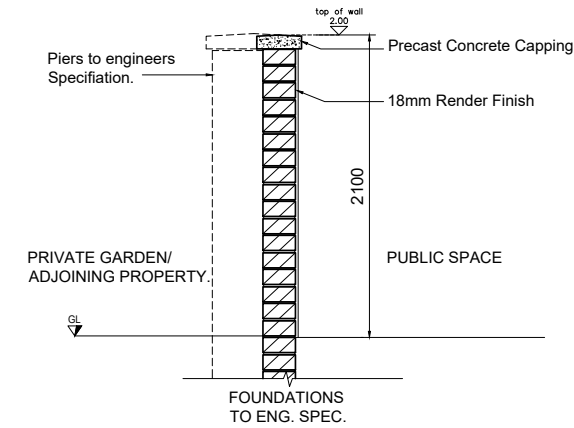 top of wall
2.00
Precast Concrete Capping
Piers to engineers
Specifiation.
18mm Render Finish
2100
PRIVATE GARDEN/
ADJOINING PROPERTY.
PUBLIC SPACE
GL
FOUNDATIONS
TO ENG. SPEC.